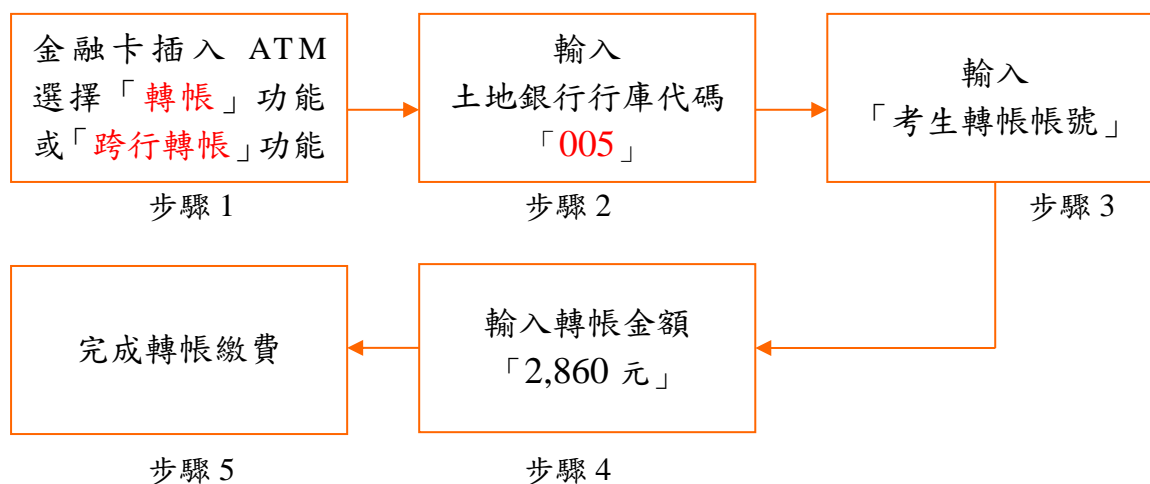 金融卡插入 ATM
選擇「轉帳」功能
或「跨行轉帳」功能
步驟 1
輸入
土地銀行行庫代碼
「005」
步驟 2
輸入
「考生轉帳帳號」
步驟 3
輸入轉帳金額
「2,860 元」
步驟 4
完成轉帳繳費
步驟 5